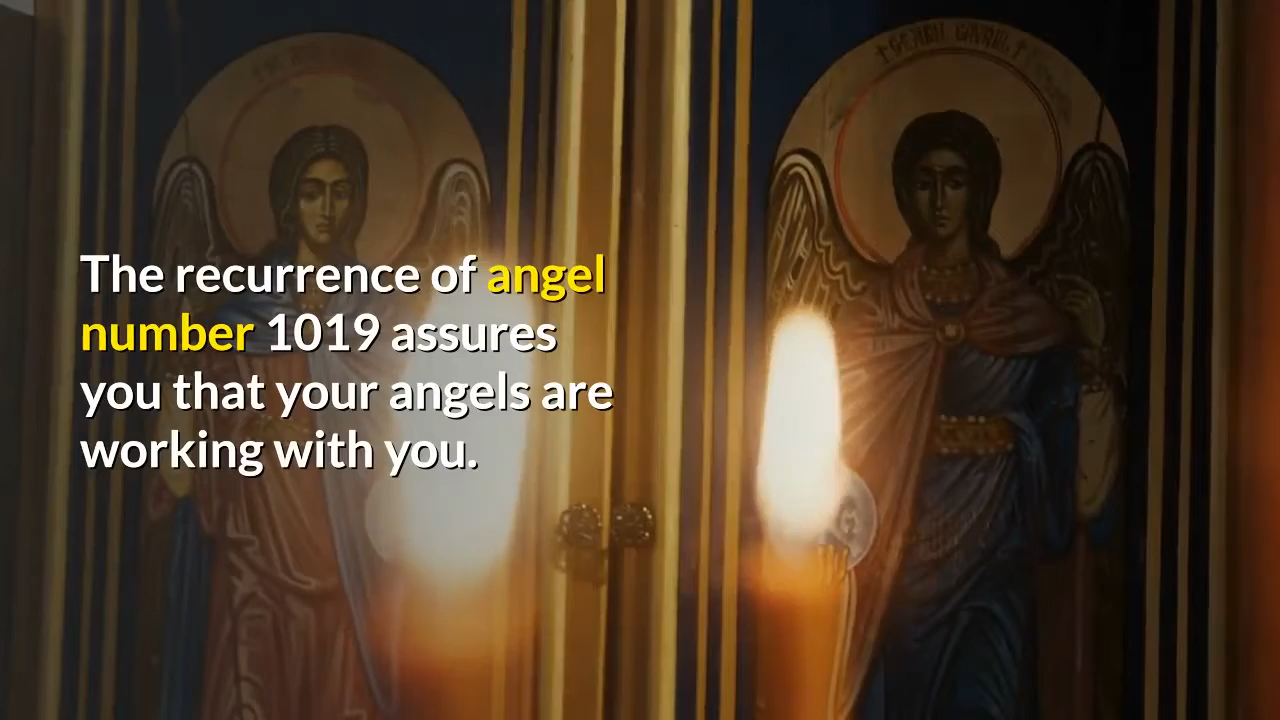 The recurrence of angel
number 1019 assures
you that your angels are
working with you.